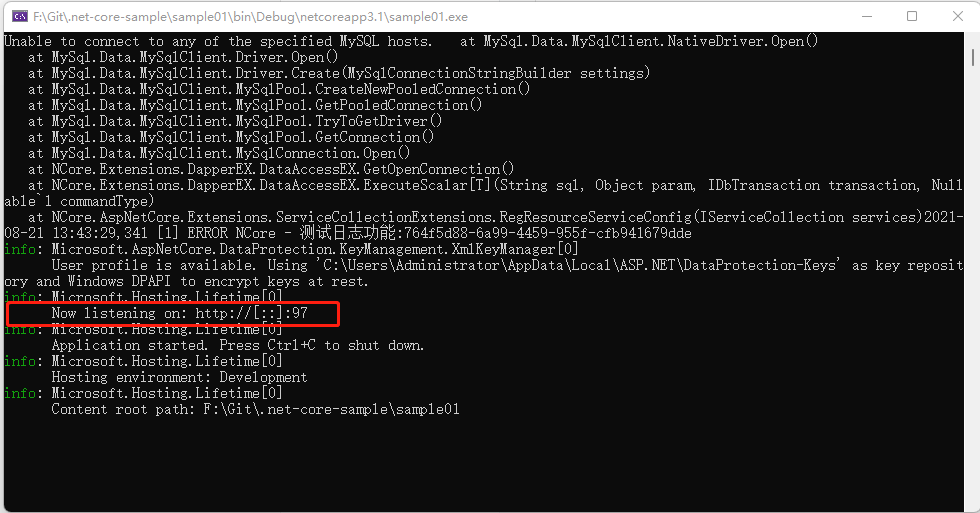 F:\Git\.net-core-sample\sample01\bin\Debug\netcoreapp3.1\sample01.exe
Unable to connect to any of the specified MySQL hosts.   at MySql.Data.MySqlClient.NativeDriver.Open()
   at MySql.Data.MySqlClient.Driver.Open()
   at MySql.Data.MySqlClient.Driver.Create(MySqlConnectionStringBuilder settings)
   at MySql.Data.MySqlClient.MySqlPool.CreateNewPooledConnection()
   at MySql.Data.MySqlClient.MySqlPool.GetPooledConnection()
   at MySql.Data.MySqlClient.MySqlPool.TryToGetDriver()
   at MySql.Data.MySqlClient.MySqlPool.GetConnection()
   at MySql.Data.MySqlClient.MySqlConnection.Open()
   at NCore.Extensions.DapperEX.DataAccessEX.GetOpenConnection()
   at NCore.Extensions.DapperEX.DataAccessEX.ExecuteScalar[T](String sql, Object param, IDbTransaction transaction, Null
able`1 commandType)
   at NCore.AspNetCore.Extensions.ServiceCollectionExtensions.RegResourceServiceConfig(IServiceCollection services)2021-
08-21 13:43:29,341 [1] ERROR NCore - 测试日志功能:764f5d88-6a99-4459-955f-cfb941679dde
info: Microsoft.AspNetCore.DataProtection.KeyManagement.XmlKeyManager[0]
      User profile is available. Using 'C:\Users\Administrator\AppData\Local\ASP.NET\DataProtection-Keys' as key reposit
ory and Windows DPAPI to encrypt keys at rest.
info: Microsoft.Hosting.Lifetime[0]
      Now listening on: http://[::]:97
info: Microsoft.Hosting.Lifetime[0]
      Application started. Press Ctrl+C to shut down.
info: Microsoft.Hosting.Lifetime[0]
      Hosting environment: Development
info: Microsoft.Hosting.Lifetime[0]
      Content root path: F:\Git\.net-core-sample\sample01